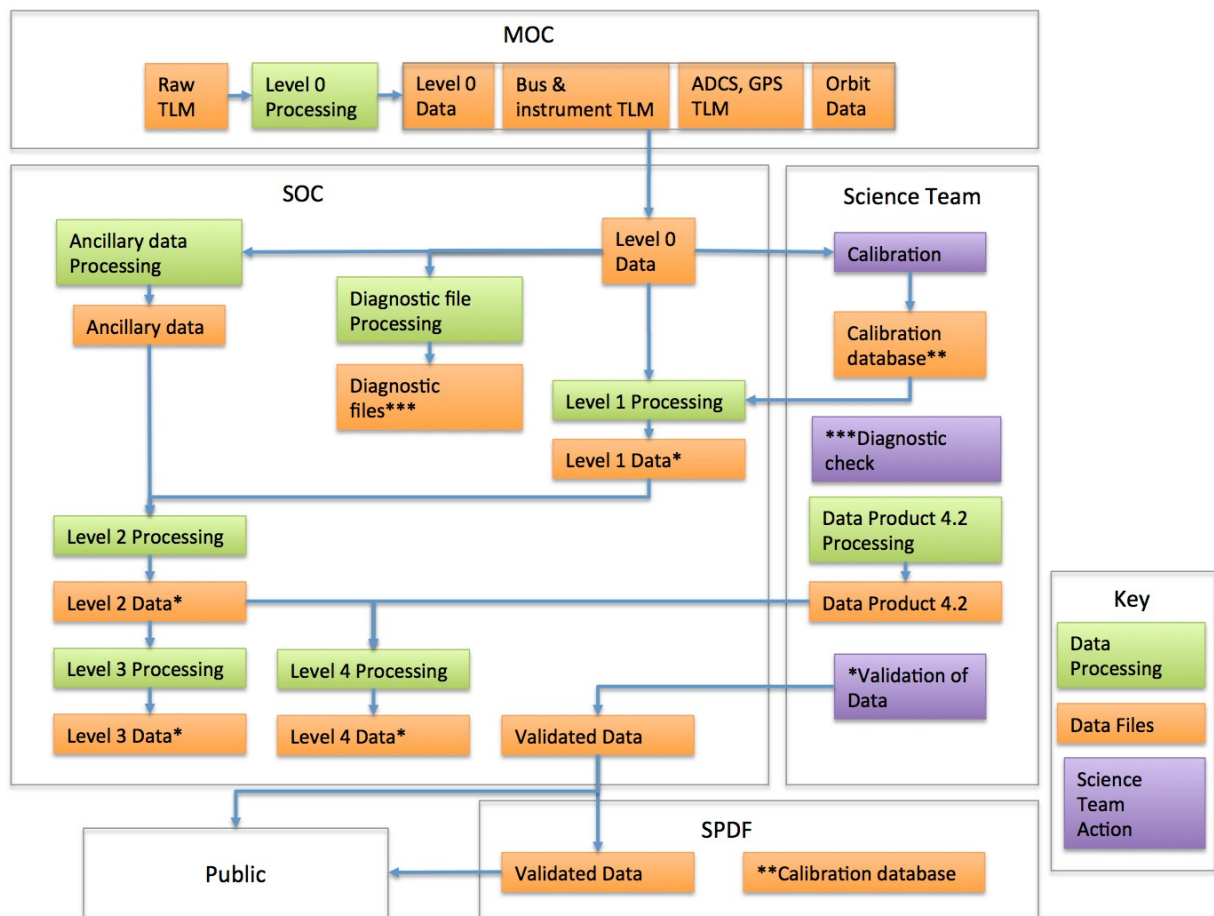 MOC
Raw
TLM
Level 0
Processing
Level 0
Data
Bus &
instrument TLM
ADCS, GPS
TLM
Orbit
Data
SOC
Ancillary data
Processing
Ancillary data
Level 0
Data
Diagnostic file
Processing
Diagnostic
files***
Level 1 Processing
Level 1 Data*
Level 2 Processing
Level 2 Data*
Level 3 Processing
Level 3 Data*
Level 4 Processing
Level 4 Data*
Validated Data
Science Team
Calibration
Calibration
database**
***Diagnostic
check
Data Product 4.2
Processing
Data Product 4.2
*Validation of
Data
Key
Data
Processing
Data Files
Science
Team
Action
Public
SPDF
Validated Data
**Calibration database